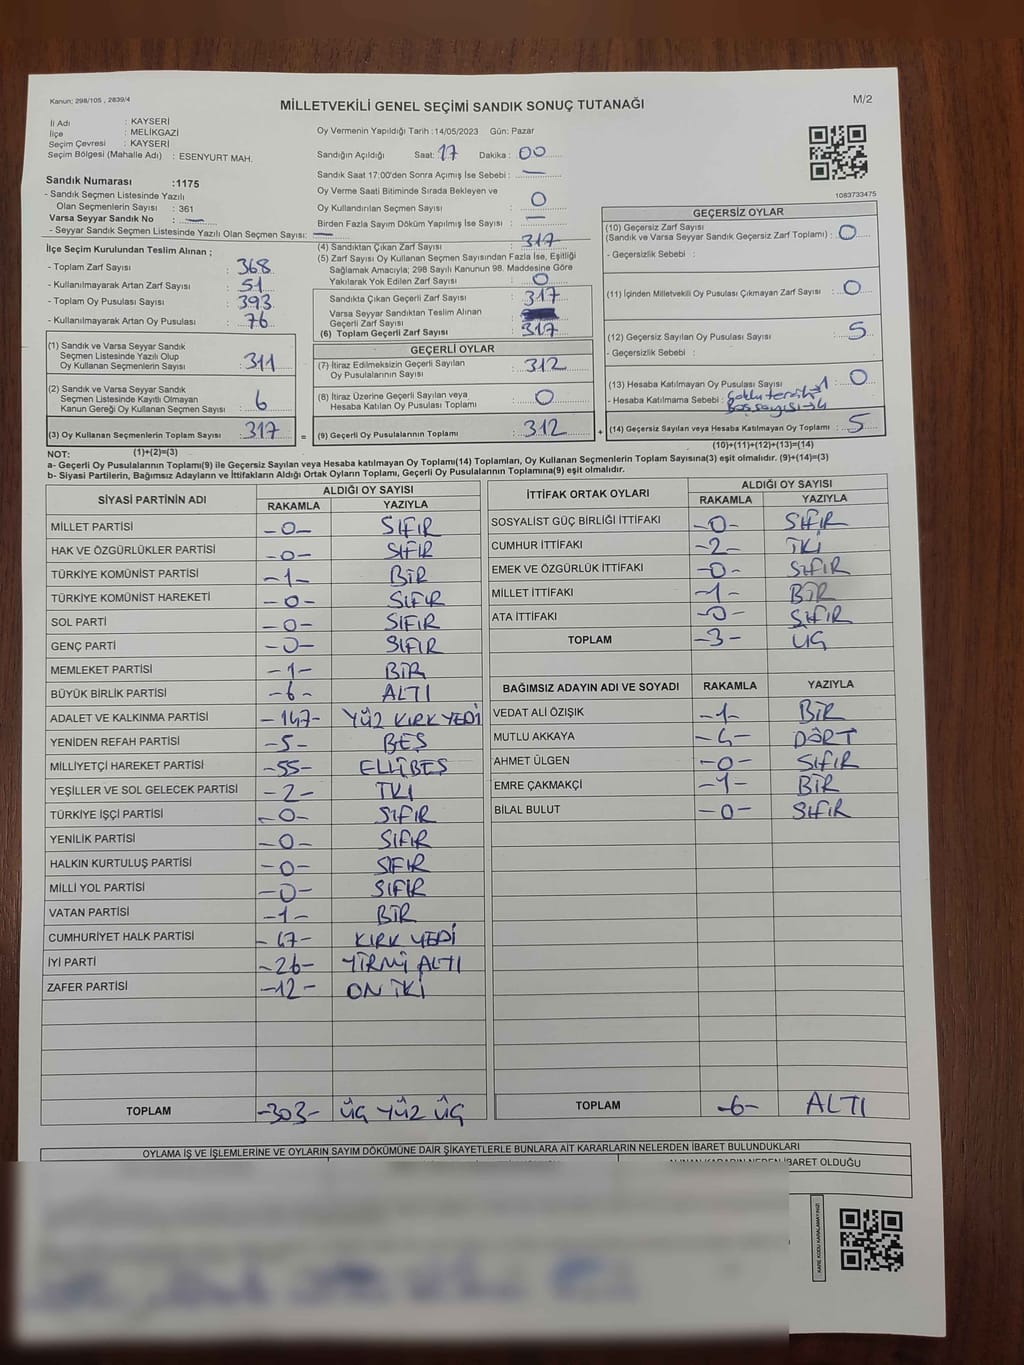 Kanun; 298/105 , 2839/4
MİLLETVEKİLİ GENEL SEÇİMİ SANDIK SONUÇ TUTANAĞI
M/2
İl Adı : KAYSERİ
İlçe : MELİKGAZİ
Seçim Çevresi : KAYSERİ
Seçim Bölgesi (Mahalle Adı) : ESENYURT MAH.
Sandık Numarası :1175
- Sandık Seçmen Listesinde Yazılı
Olan Seçmenlerin Sayısı : 361
Varsa Seyyar Sandık No : —
- Seyyar Sandık Seçmen Listesinde Yazılı Olan Seçmen Sayısı: —
Oy Vermenin Yapıldığı Tarih :14/05/2023 Gün: Pazar
Sandığın Açıldığı Saat: 17 Dakika : 00
Sandık Saat 17:00'den Sonra Açımış İse Sebebi : —
Oy Verme Saati Bitiminde Sırada Bekleyen ve
Oy Kullandırılan Seçmen Sayısı : 0
Birden Fazla Sayım Döküm Yapılmış İse Sayısı : —
1083733475
İlçe Seçim Kurulundan Teslim Alınan ;
- Toplam Zarf Sayısı : 368
- Kullanılmayarak Artan Zarf Sayısı : 51
- Toplam Oy Pusulası Sayısı : 393
- Kullanılmayarak Artan Oy Pusulası : 76
(4) Sandıktan Çıkan Zarf Sayısı : 317
(5) Zarf Sayısı Oy Kullanan Seçmen Sayısından Fazla İse, Eşitliği
Sağlamak Amacıyla; 298 Sayılı Kanunun 98. Maddesine Göre
Yakılarak Yok Edilen Zarf Sayısı : 0
Sandıkta Çıkan Geçerli Zarf Sayısı : 317
Varsa Seyyar Sandıktan Teslim Alınan
Geçerli Zarf Sayısı :
(6) Toplam Geçerli Zarf Sayısı : 317
GEÇERSİZ OYLAR
(10) Geçersiz Zarf Sayısı
(Sandık ve Varsa Seyyar Sandık Geçersiz Zarf Toplamı) : 0
- Geçersizlik Sebebi :
(11) İçinden Milletvekili Oy Pusulası Çıkmayan Zarf Sayısı : 0
(12) Geçersiz Sayılan Oy Pusulası Sayısı : 5
- Geçersizlik Sebebi :
(13) Hesaba Katılmayan Oy Pusulası Sayısı : 0
- Hesaba Katılmama Sebebi : Çoklu tercih→1
Boş sayısı→4
(14) Geçersiz Sayılan veya Hesaba Katılmayan Oy Toplamı : 5
(10)+(11)+(12)+(13)=(14)
(1) Sandık ve Varsa Seyyar Sandık
Seçmen Listesinde Yazılı Olup
Oy Kullanan Seçmenlerin Sayısı : 311
(2) Sandık ve Varsa Seyyar Sandık
Seçmen Listesinde Kayıtlı Olmayan
Kanun Gereği Oy Kullanan Seçmen Sayısı : 6
(3) Oy Kullanan Seçmenlerin Toplam Sayısı : 317 =
(1)+(2)=(3)
GEÇERLİ OYLAR
(7) İtiraz Edilmeksizin Geçerli Sayılan
Oy Pusulalarının Sayısı : 312
(8) İtiraz Üzerine Geçerli Sayılan veya
Hesaba Katılan Oy Pusulası Toplamı : 0
(9) Geçerli Oy Pusulalarının Toplamı : 312 +
NOT:
a- Geçerli Oy Pusulalarının Toplamı(9) ile Geçersiz Sayılan veya Hesaba katılmayan Oy Toplamı(14) Toplamları, Oy Kullanan Seçmenlerin Toplam Sayısına(3) eşit olmalıdır. (9)+(14)=(3)
b- Siyasi Partilerin, Bağımsız Adayların ve İttifakların Aldığı Ortak Oyların Toplamı, Geçerli Oy Pusulalarının Toplamına(9) eşit olmalıdır.
SİYASİ PARTİNİN ADI ALDIĞI OY SAYISI
RAKAMLA YAZIYLA
MİLLET PARTİSİ -0- SIFIR
HAK VE ÖZGÜRLÜKLER PARTİSİ -0- SIFIR
TÜRKİYE KOMÜNİST PARTİSİ -1- BİR
TÜRKİYE KOMÜNİST HAREKETİ -0- SIFIR
SOL PARTİ -0- SIFIR
GENÇ PARTİ -0- SIFIR
MEMLEKET PARTİSİ -1- BİR
BÜYÜK BİRLİK PARTİSİ -6- ALTI
ADALET VE KALKINMA PARTİSİ -147- YÜZ KIRK YEDİ
YENİDEN REFAH PARTİSİ -5- BEŞ
MİLLİYETÇİ HAREKET PARTİSİ -55- ELLİBEŞ
YEŞİLLER VE SOL GELECEK PARTİSİ -2- İKİ
TÜRKİYE İŞÇİ PARTİSİ -0- SIFIR
YENİLİK PARTİSİ -0- SIFIR
HALKIN KURTULUŞ PARTİSİ -0- SIFIR
MİLLİ YOL PARTİSİ -0- SIFIR
VATAN PARTİSİ -1- BİR
CUMHURİYET HALK PARTİSİ -47- KIRK YEDİ
İYİ PARTİ -26- YİRMİ ALTI
ZAFER PARTİSİ -12- ON İKİ
TOPLAM -303- ÜÇ YÜZ ÜÇ
İTTİFAK ORTAK OYLARI ALDIĞI OY SAYISI
RAKAMLA YAZIYLA
SOSYALİST GÜÇ BİRLİĞİ İTTİFAKI -0- SIFIR
CUMHUR İTTİFAKI -2- İKİ
EMEK VE ÖZGÜRLÜK İTTİFAKI -0- SIFIR
MİLLET İTTİFAKI -1- BİR
ATA İTTİFAKI -0- SIFIR
TOPLAM -3- ÜÇ
BAĞIMSIZ ADAYIN ADI VE SOYADI RAKAMLA YAZIYLA
VEDAT ALİ ÖZIŞIK -1- BİR
MUTLU AKKAYA -4- DÖRT
AHMET ÜLGEN -0- SIFIR
EMRE ÇAKMAKÇİ -1- BİR
BİLAL BULUT -0- SIFIR
TOPLAM -6- ALTI
OYLAMA İŞ VE İŞLEMLERİNE VE OYLARIN SAYIM DÖKÜMÜNE DAİR ŞİKAYETLERLE BUNLARA AİT KARARLARIN NELERDEN İBARET BULUNDUKLARI
ALINAN KARARIN NEDEN İBARET OLDUĞU
KARE KODU KARALAMAYINIZ!